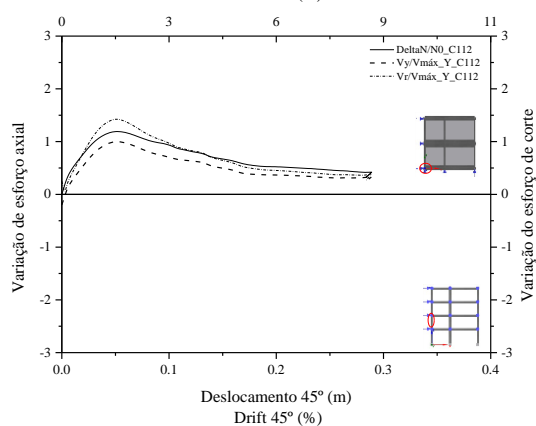 0 3 6 8 11
DeltaN/N0_C112
Vy/Vmáx_Y_C112
Vr/Vmáx_Y_C112
3 3
2 2
1 1
0 0
-1 -1
-2 -2
-3 -3
Variação de esforço axial
Variação do esforço de corte
0.0 0.1 0.2 0.3 0.4
Deslocamento 45º (m)
Drift 45º (%)